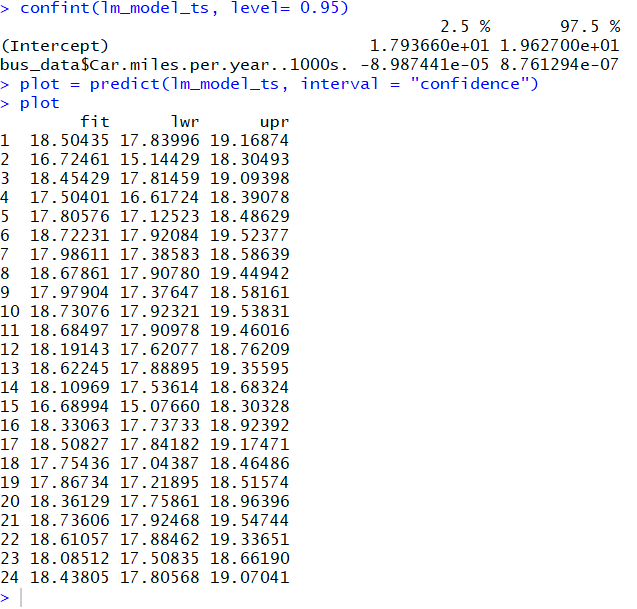 > confint(lm_model_ts, level= 0.95)
2.5 % 97.5 %
(Intercept) 1.793660e+01 1.962700e+01
bus_data$Car.miles.per.year..1000s. -8.987441e-05 8.761294e-07
> plot = predict(lm_model_ts, interval = "confidence")
> plot
fit lwr upr
1 18.50435 17.83996 19.16874
2 16.72461 15.14429 18.30493
3 18.45429 17.81459 19.09398
4 17.50401 16.61724 18.39078
5 17.80576 17.12523 18.48629
6 18.72231 17.92084 19.52377
7 17.98611 17.38583 18.58639
8 18.67861 17.90780 19.44942
9 17.97904 17.37647 18.58161
10 18.73076 17.92321 19.53831
11 18.68497 17.90978 19.46016
12 18.19143 17.62077 18.76209
13 18.62245 17.88895 19.35595
14 18.10969 17.53614 18.68324
15 16.68994 15.07660 18.30328
16 18.33063 17.73733 18.92392
17 18.50827 17.84182 19.17471
18 17.75436 17.04387 18.46486
19 17.86734 17.21895 18.51574
20 18.36129 17.75861 18.96396
21 18.73606 17.92468 19.54744
22 18.61057 17.88462 19.33651
23 18.08512 17.50835 18.66190
24 18.43805 17.80568 19.07041
>